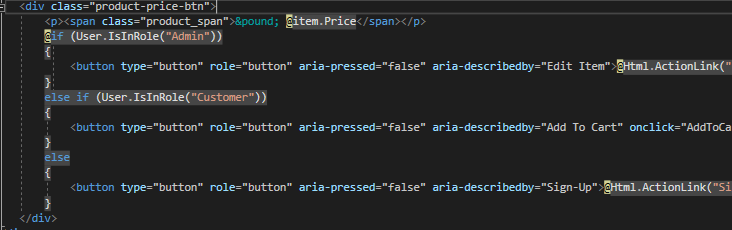 <div class="product-price-btn">
<p><span class="product_span">&pound; @item.Price</span></p>
@if (User.IsInRole("Admin"))
{
<button type="button" role="button" aria-pressed="false" aria-describedby="Edit Item">@Html.ActionLink("
}
else if (User.IsInRole("Customer"))
{
<button type="button" role="button" aria-pressed="false" aria-describedby="Add To Cart" onclick="AddToCa
}
else
{
<button type="button" role="button" aria-pressed="false" aria-describedby="Sign-Up">@Html.ActionLink("Si
}
</div>